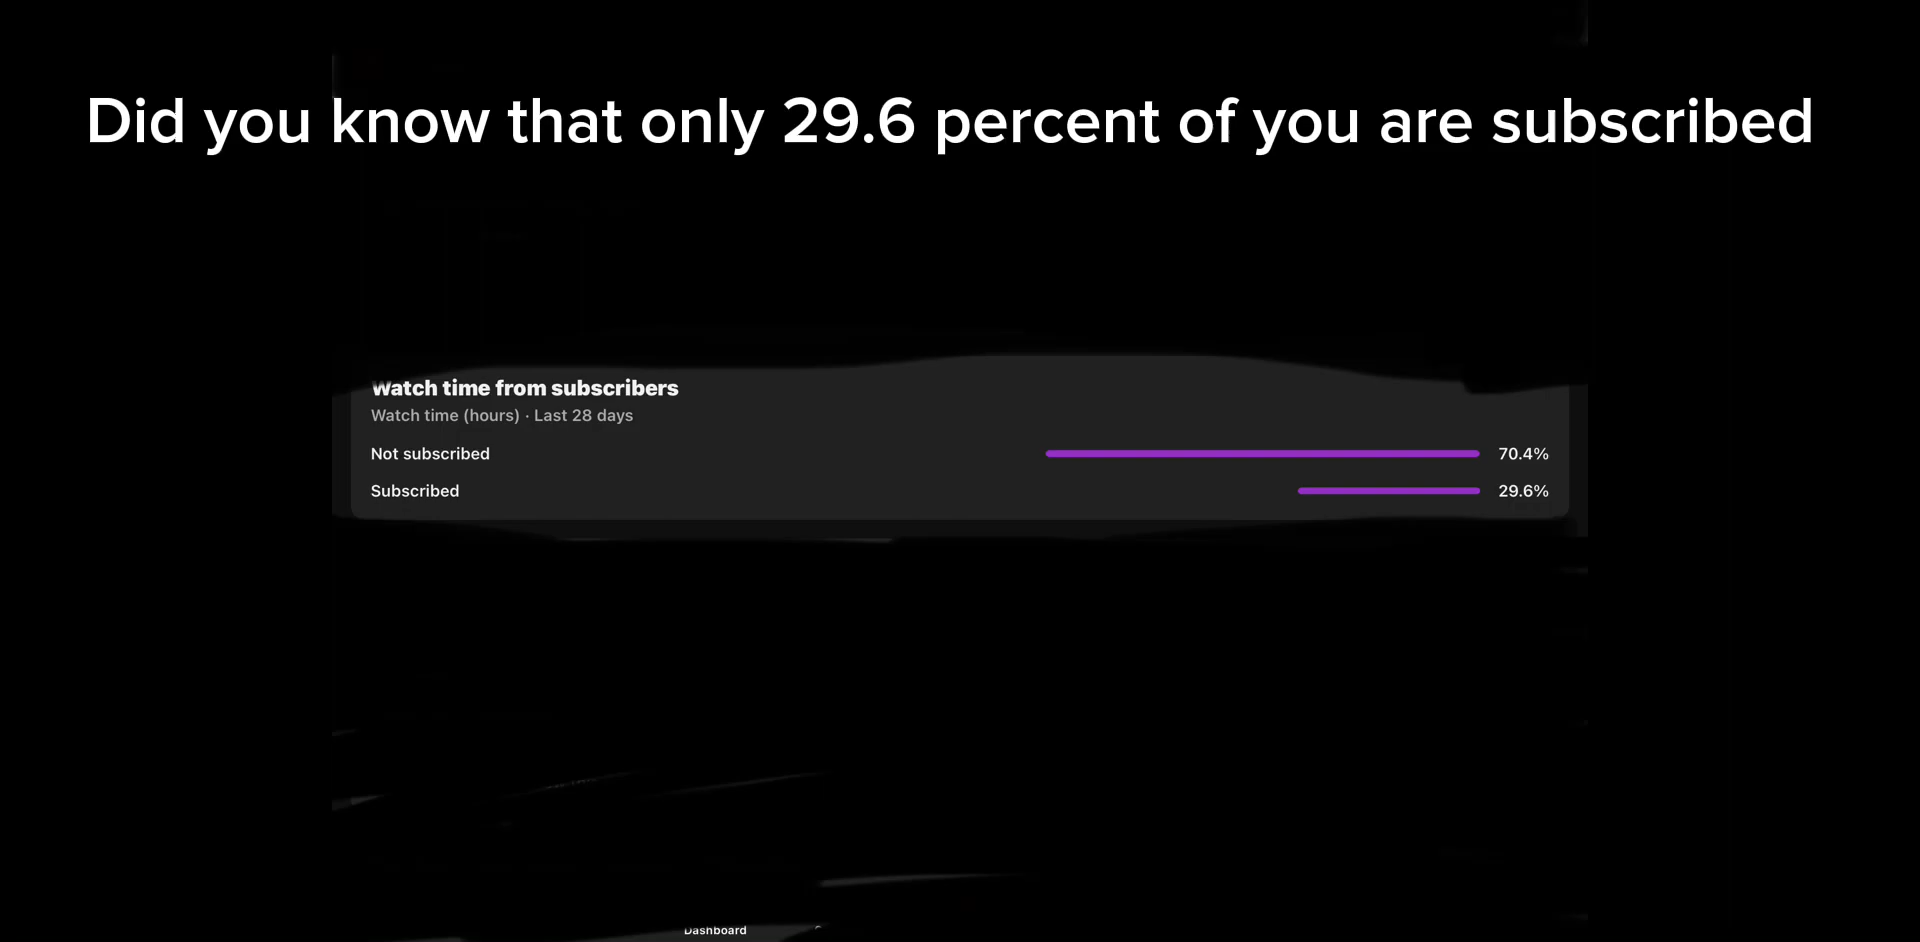 Did you know that only 29.6 percent of you are subscribed
Watch time from subscribers
Watch time (hours) · Last 28 days
Not subscribed 70.4%
Subscribed 29.6%
Dashboard